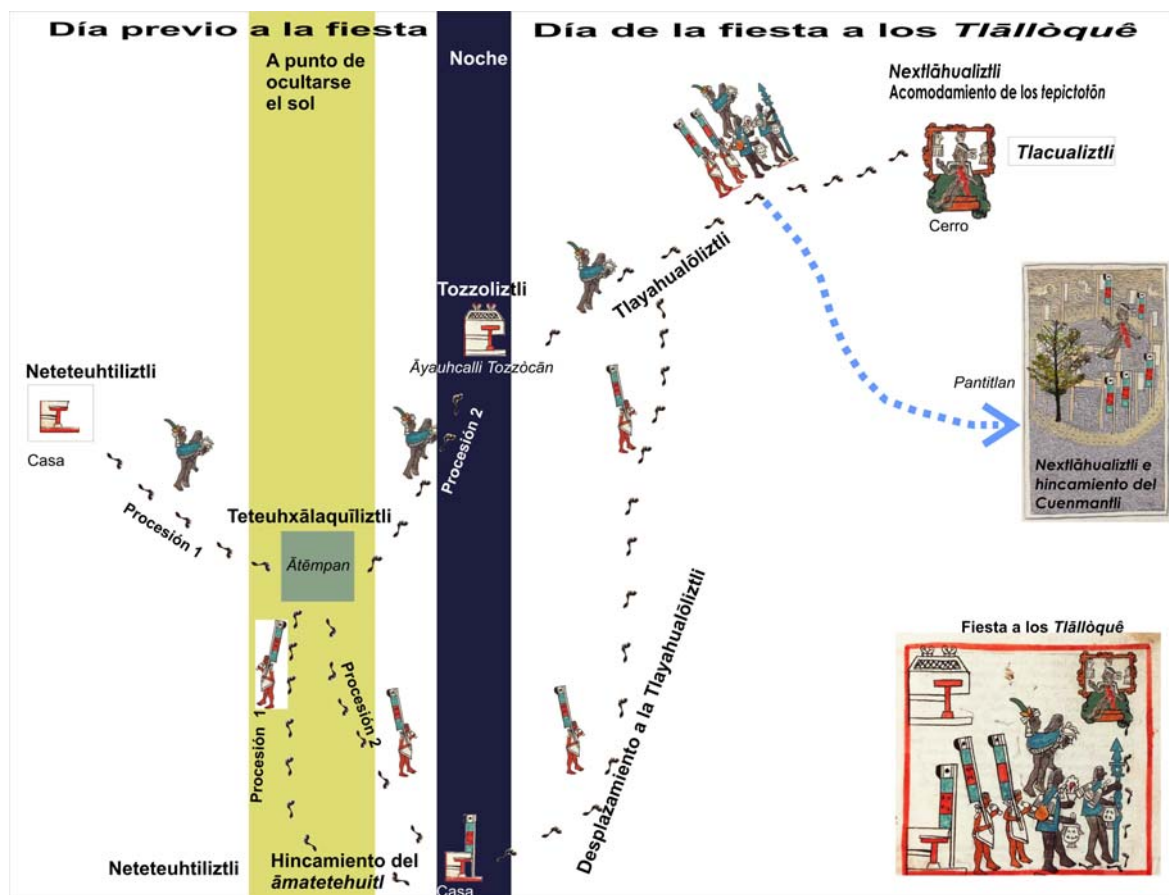 Día previo a la fiesta
Día de la fiesta a los Tlāllòquê
A punto de
ocultarse
el sol
Noche
Nextlāhualiztli
Acomodamiento de los tepictotōn
Tlacualiztli
Cerro
Tlayahualōliztli
Tozzoliztli
Āyauhcalli Tozzòcān
Neteteuhtiliztli
Casa
Procesión 1
Procesión 2
Pantitlan
Nextlāhualiztli e
hincamiento del
Cuenmantli
Teteuhxālaquīliztli
Ātēmpan
Procesión 1
Procesión 2
Desplazamiento a la Tlayahualōliztli
Fiesta a los Tlāllòquê
Neteteuhtiliztli
Hincamiento del
āmatetehuitl
Casa